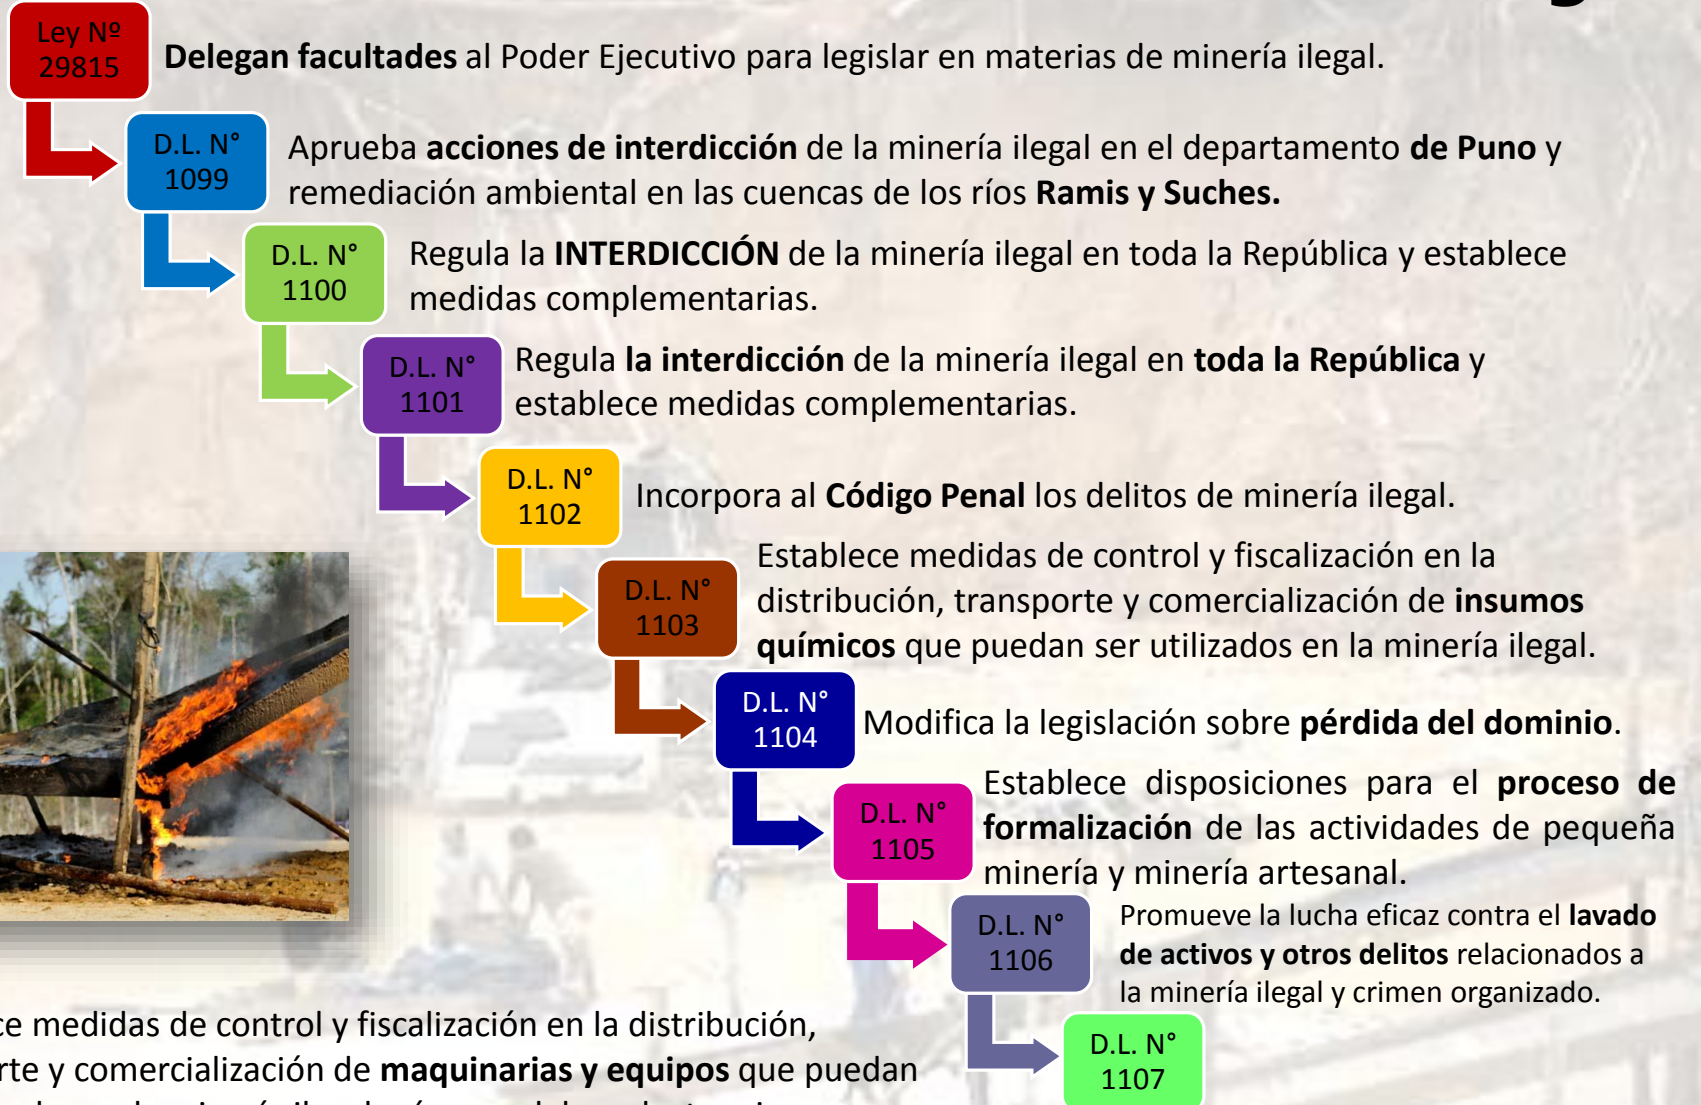 Ley Nº
29815
Delegan facultades al Poder Ejecutivo para legislar en materias de minería ilegal.
D.L. N°
1099
Aprueba acciones de interdicción de la minería ilegal en el departamento de Puno y
remediación ambiental en las cuencas de los ríos Ramis y Suches.
D.L. N°
1100
Regula la INTERDICCIÓN de la minería ilegal en toda la República y establece
medidas complementarias.
D.L. N°
1101
Regula la interdicción de la minería ilegal en toda la República y
establece medidas complementarias.
D.L. N°
1102
Incorpora al Código Penal los delitos de minería ilegal.
D.L. N°
1103
Establece medidas de control y fiscalización en la
distribución, transporte y comercialización de insumos
químicos que puedan ser utilizados en la minería ilegal.
D.L. N°
1104
Modifica la legislación sobre pérdida del dominio.
D.L. N°
1105
Establece disposiciones para el proceso de
formalización de las actividades de pequeña
minería y minería artesanal.
D.L. N°
1106
Promueve la lucha eficaz contra el lavado
de activos y otros delitos relacionados a
la minería ilegal y crimen organizado.
D.L. N°
1107
ce medidas de control y fiscalización en la distribución,
rte y comercialización de maquinarias y equipos que puedan